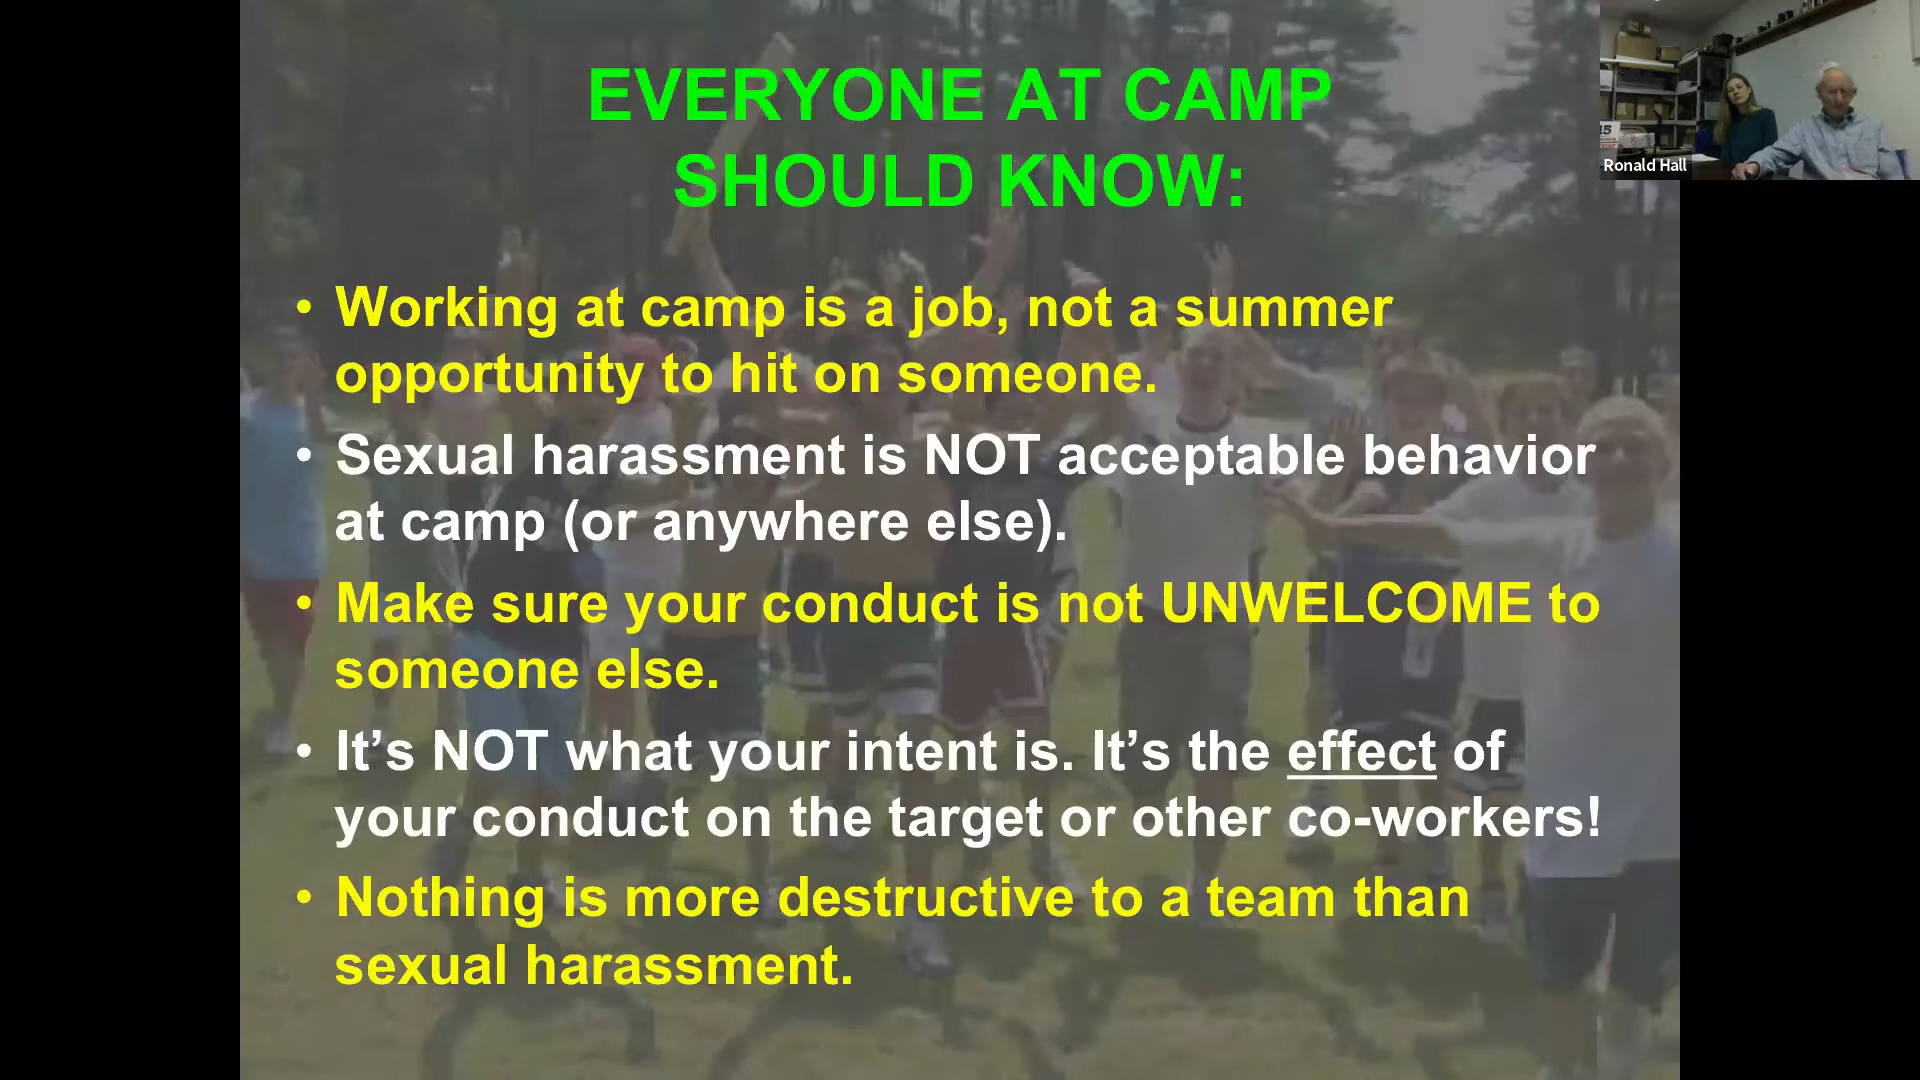 EVERYONE AT CAMP
SHOULD KNOW:
• Working at camp is a job, not a summer
opportunity to hit on someone.
• Sexual harassment is NOT acceptable behavior
at camp (or anywhere else).
• Make sure your conduct is not UNWELCOME to
someone else.
• It’s NOT what your intent is. It’s the effect of
your conduct on the target or other co-workers!
• Nothing is more destructive to a team than
sexual harassment.
15
Ronald Hall